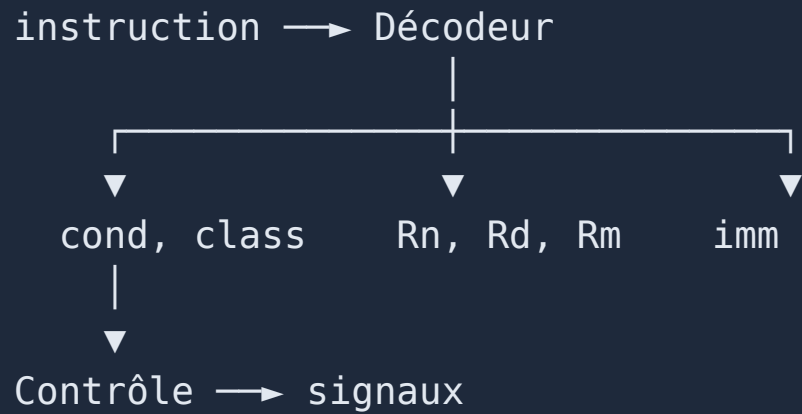 instruction ──► Décodeur
cond, class Rn, Rd, Rm imm
Contrôle ──► signaux